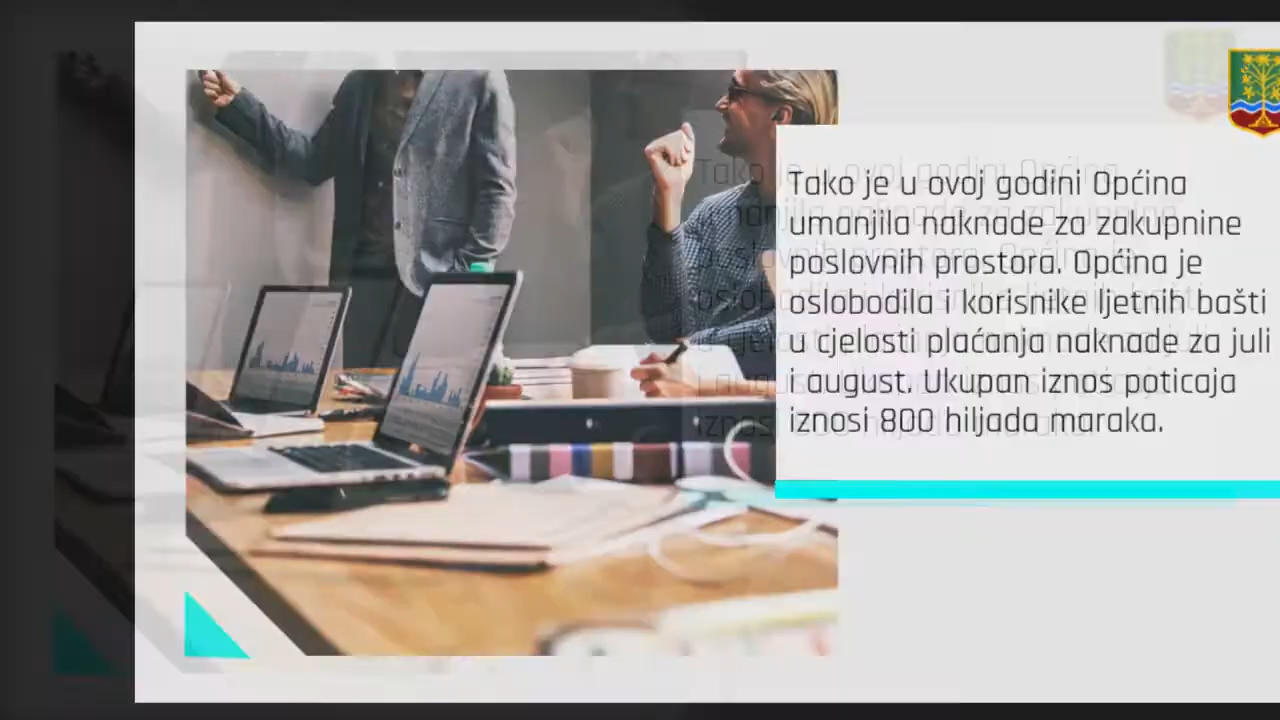 Tako je u ovoj godini Općina
umanjila naknade za zakupnine
poslovnih prostora. Općina je
oslobodila i korisnike ljetnih bašti
u cjelosti plaćanja naknade za juli
i august. Ukupan iznos poticaja
iznosi 800 hiljada maraka.